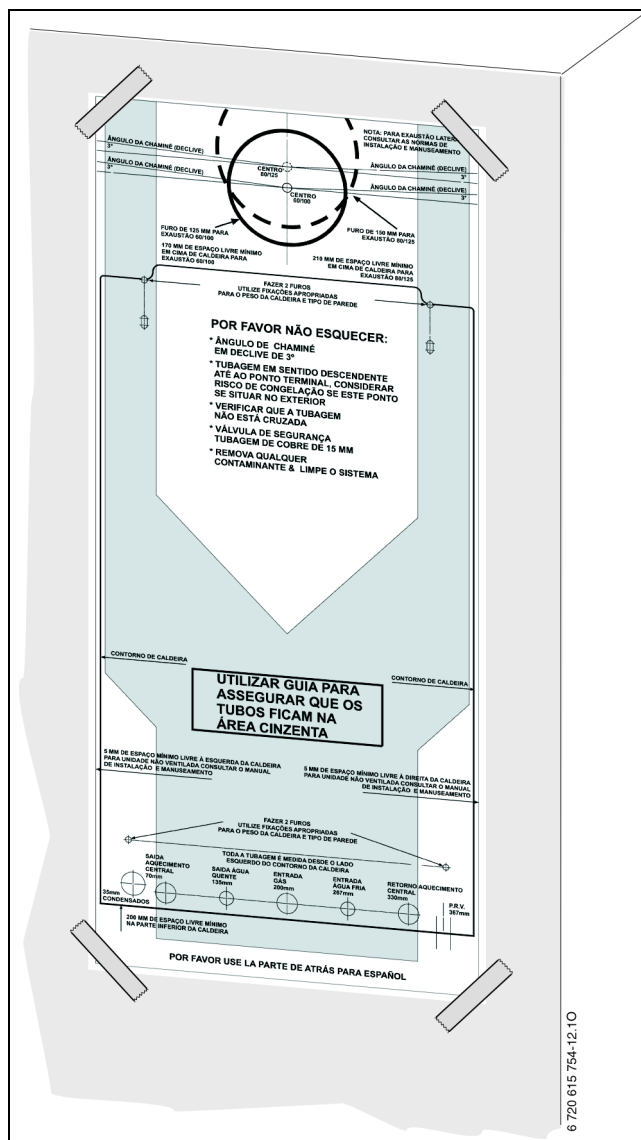 NOTA: PARA EXAUSTÃO LATERAL
CONSULTAR AS NORMAS DE
INSTALAÇÃO E MANUSEAMENTO
ÂNGULO DA CHAMINÉ (DECLIVE)
3°
ÂNGULO DA CHAMINÉ (DECLIVE)
3°
CENTRO
80/125
ÂNGULO DA CHAMINÉ (DECLIVE)
3°
CENTRO
60/100
ÂNGULO DA CHAMINÉ (DECLIVE)
3°
FURO DE 125 MM PARA
EXAUSTÃO 60/100
FURO DE 150 MM PARA
EXAUSTÃO 80/125
170 MM DE ESPAÇO LIVRE MÍNIMO
EM CIMA DE CALDEIRA PARA
EXAUSTÃO 60/100
210 MM DE ESPAÇO LIVRE MÍNIMO
EM CIMA DE CALDEIRA PARA
EXAUSTÃO 80/125
FAZER 2 FUROS
UTILIZE FIXAÇÕES APROPRIADAS
PARA O PESO DA CALDEIRA E TIPO DE PAREDE
POR FAVOR NÃO ESQUECER:
* ÂNGULO DE CHAMINÉ
EM DECLIVE DE 3º
* TUBAGEM EM SENTIDO DESCENDENTE
ATÉ AO PONTO TERMINAL, CONSIDERAR
RISCO DE CONGELAÇÃO SE ESTE PONTO
SE SITUAR NO EXTERIOR
* VERIFICAR QUE A TUBAGEM
NÃO ESTÁ CRUZADA
* VÁLVULA DE SEGURANÇA
TUBAGEM DE COBRE DE 15 MM
* REMOVA QUALQUER
CONTAMINANTE & LIMPE O SISTEMA
CONTORNO DE CALDEIRA
CONTORNO DE CALDEIRA
UTILIZAR GUIA PARA
ASSEGURAR QUE OS
TUBOS FICAM NA
ÁREA CINZENTA
5 MM DE ESPAÇO MÍNIMO LIVRE À ESQUERDA DA CALDEIRA
PARA UNIDADE NÃO VENTILADA CONSULTAR O MANUAL
DE INSTALAÇÃO E MANUSEAMENTO
5 MM DE ESPAÇO MÍNIMO LIVRE À DIREITA DA CALDEIRA
PARA UNIDADE NÃO VENTILADA CONSULTAR O MANUAL
DE INSTALAÇÃO E MANUSEAMENTO
FAZER 2 FUROS
UTILIZE FIXAÇÕES APROPRIADAS
PARA O PESO DA CALDEIRA E TIPO DE PAREDE
TODA A TUBAGEM É MEDIDA DESDE O LADO
ESQUERDO DO CONTORNO DA CALDEIRA
SAIDA
AQUECIMENTO
CENTRAL
70mm
SAIDA ÁGUA
QUENTE
135mm
ENTRADA
GÁS
200mm
ENTRADA
ÁGUA FRIA
267mm
RETORNO AQUECIMENTO
CENTRAL
330mm
P.R.V.
367mm
35mm
CONDENSADOS
200 MM DE ESPAÇO LIVRE MÍNIMO
NA PARTE INFERIOR DA CALDEIRA
POR FAVOR USE LA PARTE DE ATRÁS PARA ESPAÑOL
6 720 615 754-12.1O